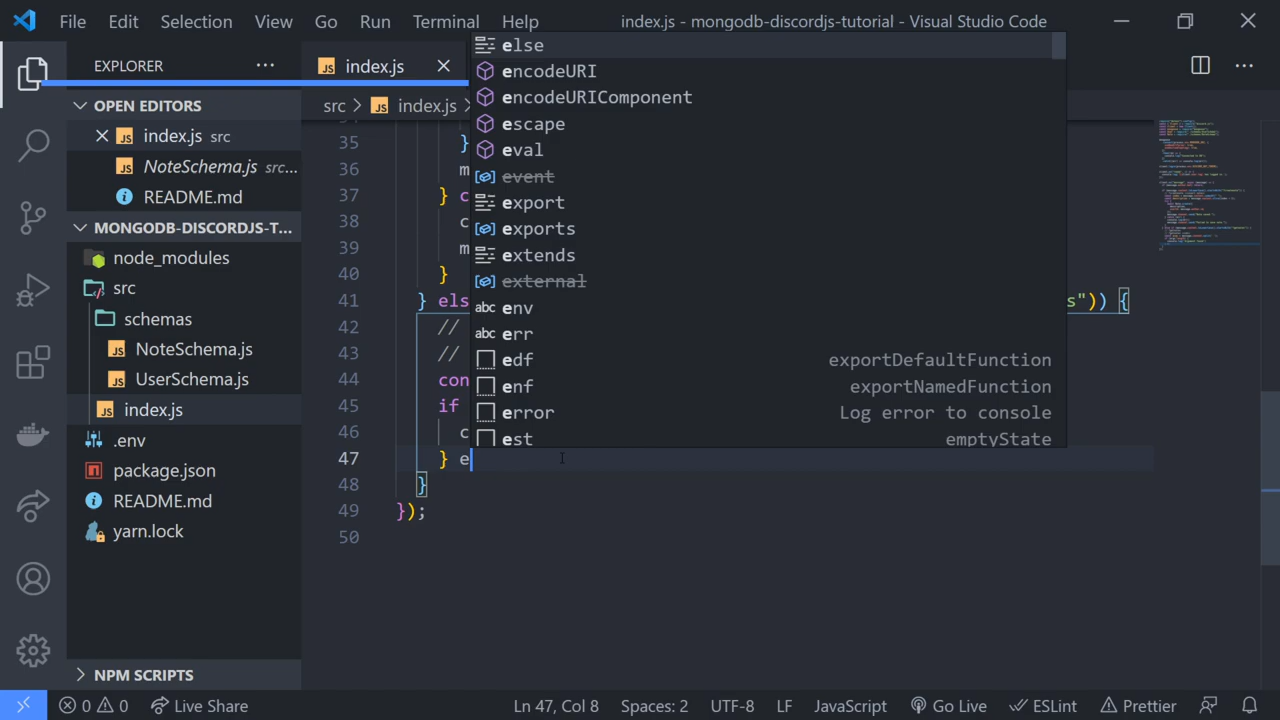 File Edit Selection View Go Run Terminal Help index.js - mongodb-discordjs-tutorial - Visual Studio Code
EXPLORER
OPEN EDITORS
index.js src
NoteSchema.js src...
README.md
MONGODB-DISCORDJS-T...
node_modules
src
schemas
NoteSchema.js
UserSchema.js
index.js
.env
package.json
README.md
yarn.lock
NPM SCRIPTS
index.js
src > index.js >
35 }
36 m
37 } c
38 c
39 m
40 }
41 } els s")) {
42 //
43 //
44 con
45 if
46 c
47 } e
48 }
49 });
50
else
encodeURI
encodeURIComponent
escape
eval
event
export
exports
extends
external
abc env
abc err
edf exportDefaultFunction
enf exportNamedFunction
error Log error to console
est emptyState
0 0 Live Share Ln 47, Col 8 Spaces: 2 UTF-8 LF JavaScript Go Live ESLint Prettier